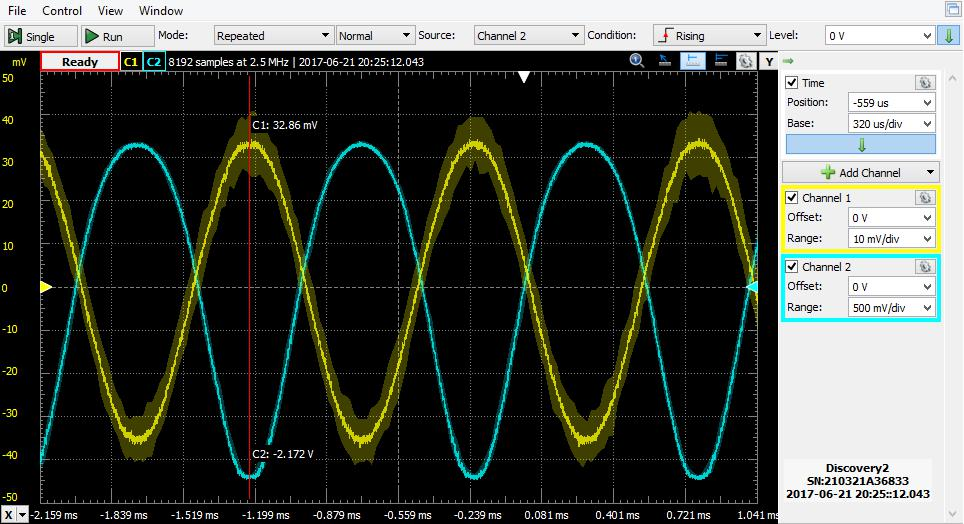 File Control View Window
Single Run Mode: Repeated Normal Source: Channel 2 Condition: Rising Level: 0 V
mV Ready C1 C2 8192 samples at 2.5 MHz | 2017-06-21 20:25:12.043 Y
50
40
30
20
10
0
-10
-20
-30
-40
-50
C1: 32.86 mV
C2: -2.172 V
X -2.159 ms -1.839 ms -1.519 ms -1.199 ms -0.879 ms -0.559 ms -0.239 ms 0.081 ms 0.401 ms 0.721 ms 1.041 ms
Time
Position: -559 us
Base: 320 us/div
Add Channel
Channel 1
Offset: 0 V
Range: 10 mV/div
Channel 2
Offset: 0 V
Range: 500 mV/div
Discovery2
SN:210321A36833
2017-06-21 20:25:12.043